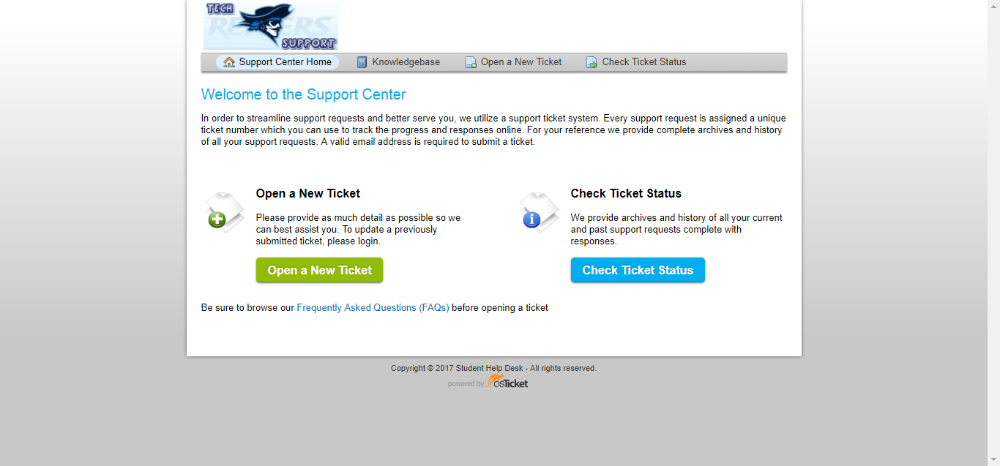 TECH
REIVERS
SUPPORT
Support Center Home Knowledgebase Open a New Ticket Check Ticket Status
Welcome to the Support Center
In order to streamline support requests and better serve you, we utilize a support ticket system. Every support request is assigned a unique
ticket number which you can use to track the progress and responses online. For your reference we provide complete archives and history
of all your support requests. A valid email address is required to submit a ticket.
Open a New Ticket
Please provide as much detail as possible so we
can best assist you. To update a previously
submitted ticket, please login.
Open a New Ticket
Check Ticket Status
We provide archives and history of all your current
and past support requests complete with
responses.
Check Ticket Status
Be sure to browse our Frequently Asked Questions (FAQs) before opening a ticket
Copyright © 2017 Student Help Desk - All rights reserved.
powered by osTicket